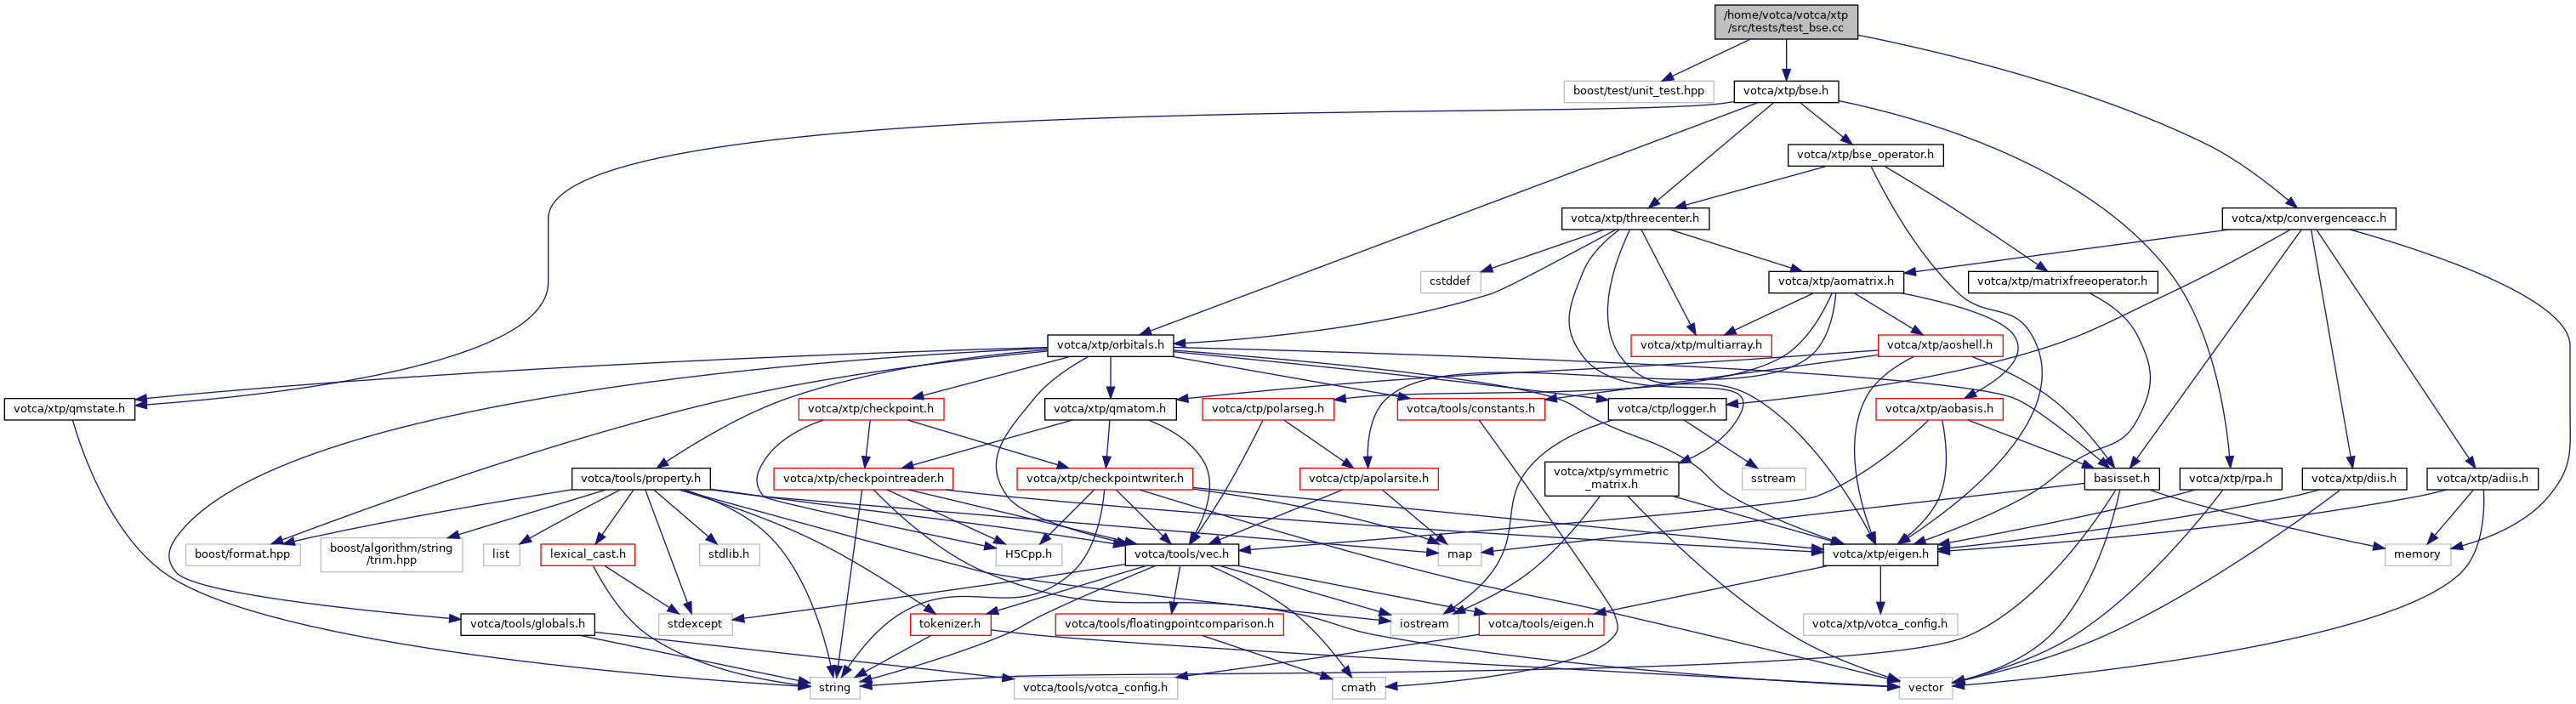 /home/votca/votca/xtp
/src/tests/test_bse.cc
boost/test/unit_test.hpp
votca/xtp/bse.h
votca/xtp/bse_operator.h
votca/xtp/threecenter.h
votca/xtp/convergenceacc.h
cstddef
votca/xtp/aomatrix.h
votca/xtp/matrixfreeoperator.h
votca/xtp/orbitals.h
votca/xtp/multiarray.h
votca/xtp/aoshell.h
votca/xtp/qmstate.h
votca/xtp/checkpoint.h
votca/xtp/qmatom.h
votca/ctp/polarseg.h
votca/tools/constants.h
votca/ctp/logger.h
votca/xtp/aobasis.h
votca/tools/property.h
votca/xtp/checkpointreader.h
votca/xtp/checkpointwriter.h
votca/ctp/apolarsite.h
votca/xtp/symmetric
_matrix.h
sstream
basisset.h
votca/xtp/rpa.h
votca/xtp/diis.h
votca/xtp/adiis.h
boost/format.hpp
boost/algorithm/string
/trim.hpp
list
lexical_cast.h
stdlib.h
H5Cpp.h
votca/tools/vec.h
map
votca/xtp/eigen.h
memory
votca/tools/globals.h
stdexcept
tokenizer.h
votca/tools/floatingpointcomparison.h
iostream
votca/tools/eigen.h
votca/xtp/votca_config.h
string
votca/tools/votca_config.h
cmath
vector